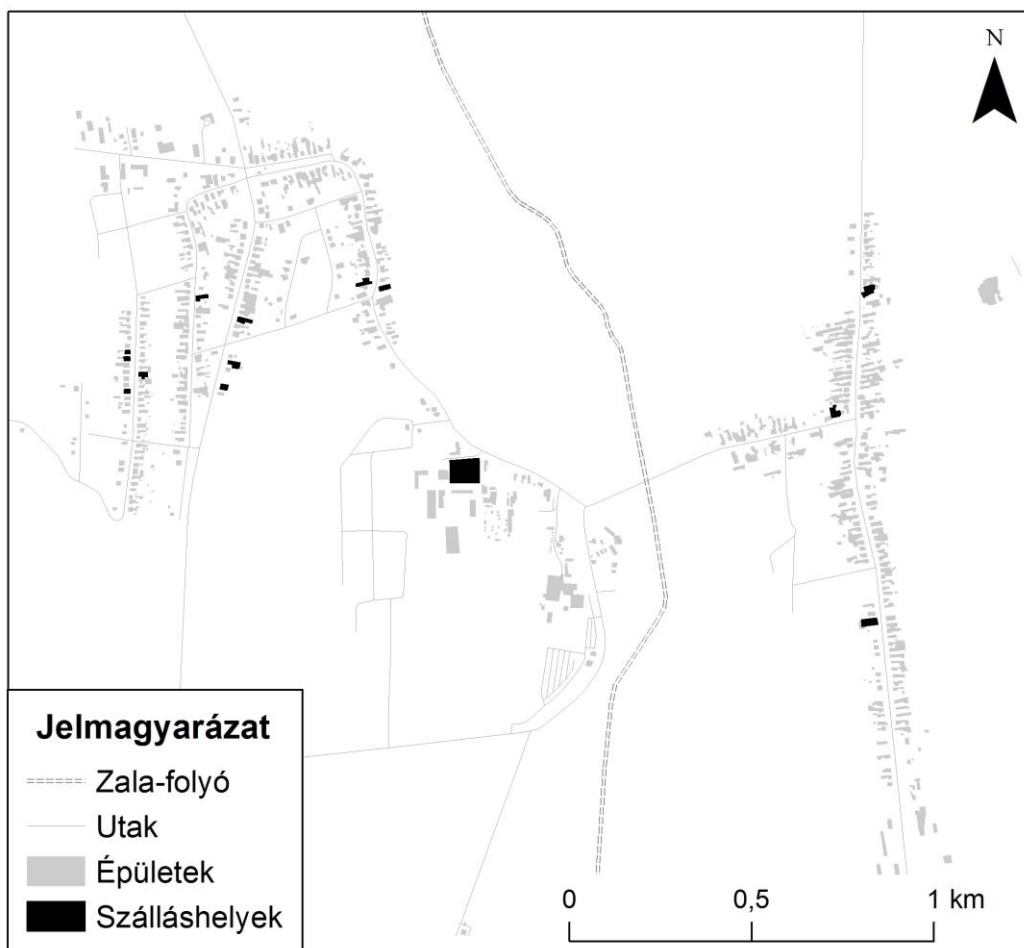 N
Jelmagyarázat
Zala-folyó
Utak
Épületek
Szálláshelyek
0 0,5 1 km